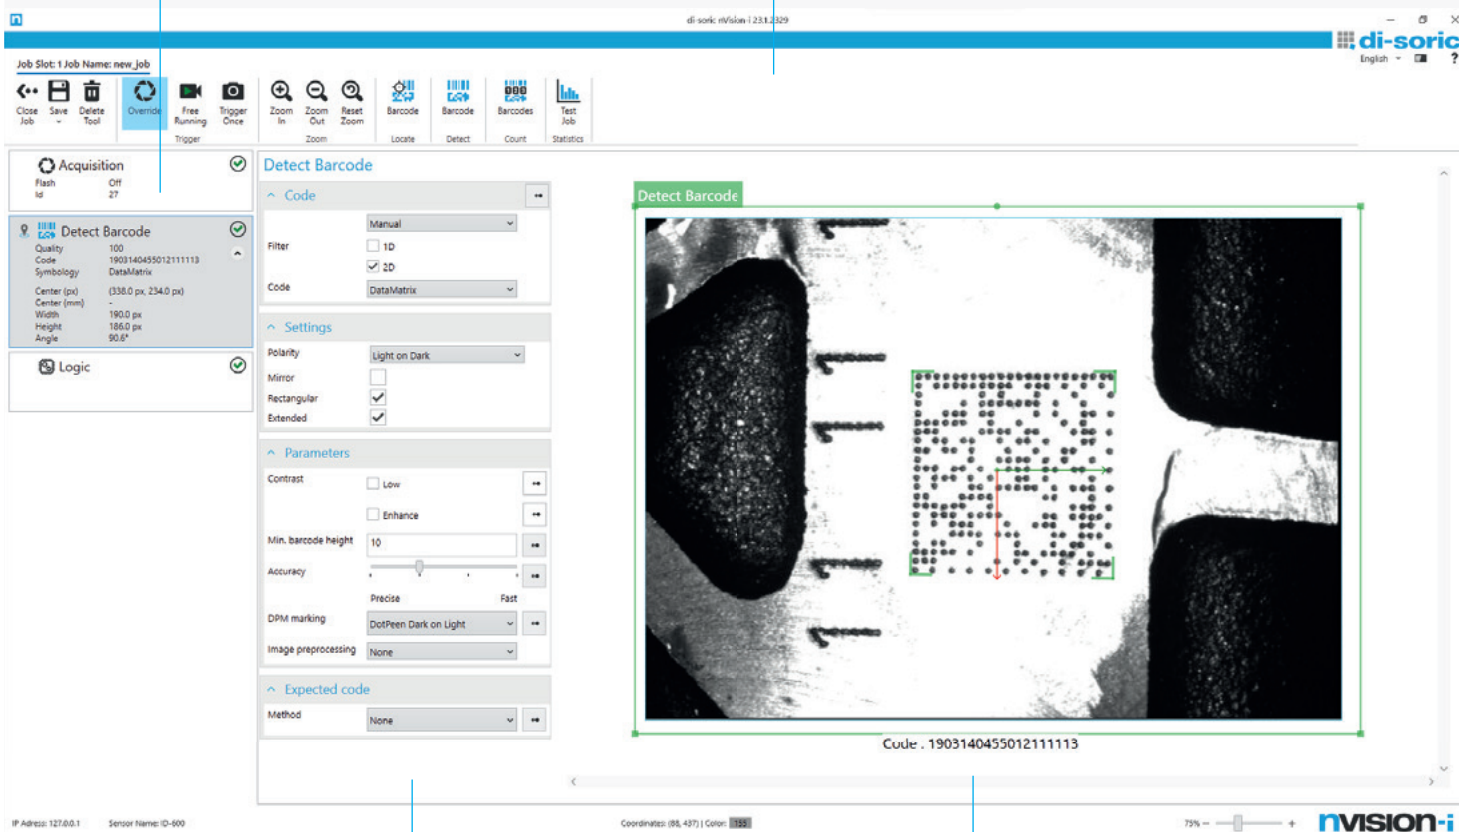 di-soric nVision-i 23.1.2329
di-soric
Job Slot: 1 Job Name: new_job
English
?
Close Job
Save
Delete Tool
Override
Free Running
Trigger Once
Zoom In
Zoom Out
Reset Zoom
Barcode
Barcode
Barcodes
Test Job
Trigger
Zoom
Locate
Detect
Count
Statistics
Acquisition
Flash Off
Id 27
Detect Barcode
Quality 100
Code 1903140455012111113
Symbology DataMatrix
Center (px) (338.0 px, 234.0 px)
Center (mm) -
Width 190.0 px
Height 186.0 px
Angle 90.6°
Logic
Detect Barcode
Code
Manual
Filter 1D
2D
Code DataMatrix
Settings
Polarity Light on Dark
Mirror
Rectangular
Extended
Parameters
Contrast Low
Enhance
Min. barcode height 10
Accuracy
Precise Fast
DPM marking DotPeen Dark on Light
Image preprocessing None
Expected code
Method None
Detect Barcode
Code . 1903140455012111113
IP Adress: 127.0.0.1 Sensor Name: ID-600
Coordinates: (88, 437) | Color: 155
75% - +
nVISION-i